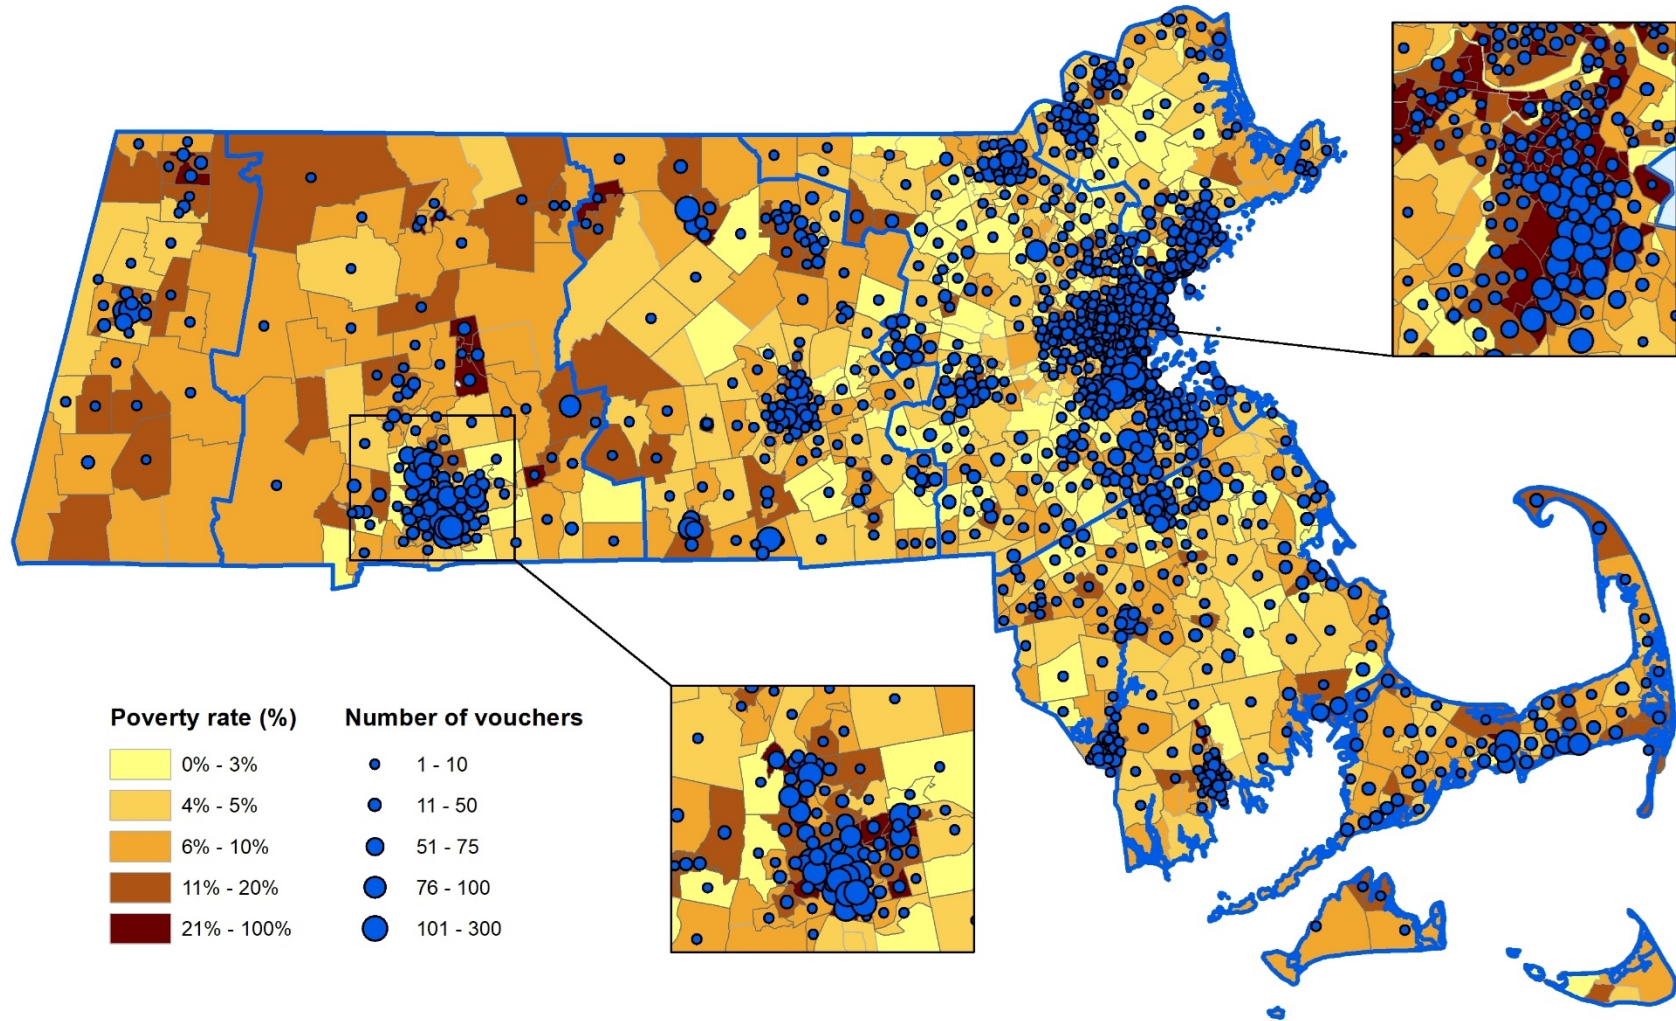 Poverty rate (%)
0% - 3%
4% - 5%
6% - 10%
11% - 20%
21% - 100%
Number of vouchers
1 - 10
11 - 50
51 - 75
76 - 100
101 - 300